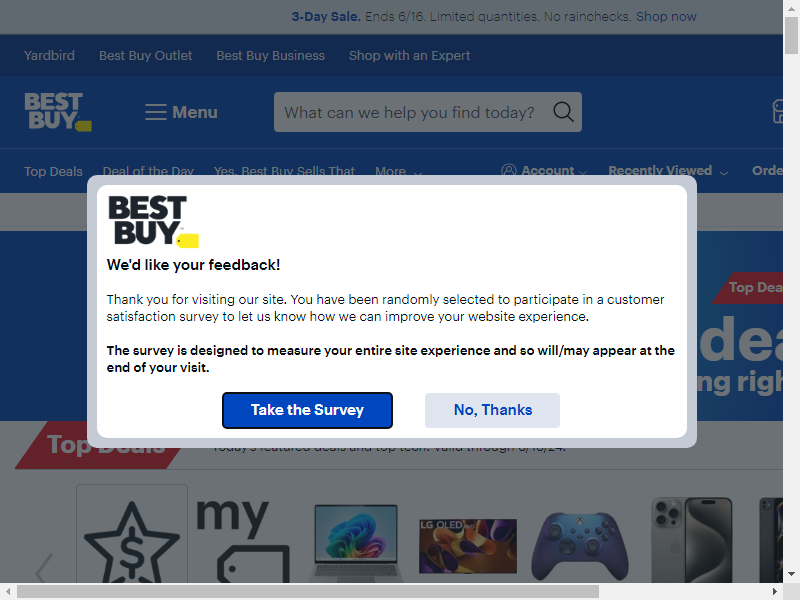 3-Day Sale. Ends 6/16. Limited quantities. No rainchecks. Shop now
Yardbird Best Buy Outlet Best Buy Business Shop with an Expert
BEST
BUY
Menu
What can we help you find today?
Top Deals Deal of the Day Yes, Best Buy Sells That More Account Recently Viewed Orde
BEST
BUY
We'd like your feedback!
Thank you for visiting our site. You have been randomly selected to participate in a customer
satisfaction survey to let us know how we can improve your website experience.
The survey is designed to measure your entire site experience and so will/may appear at the
end of your visit.
Take the Survey No, Thanks
Top Dea
dea
ng righ
Top Deals
Today's featured deals and top tech. Valid through 6/16/24.
my
LG OLED